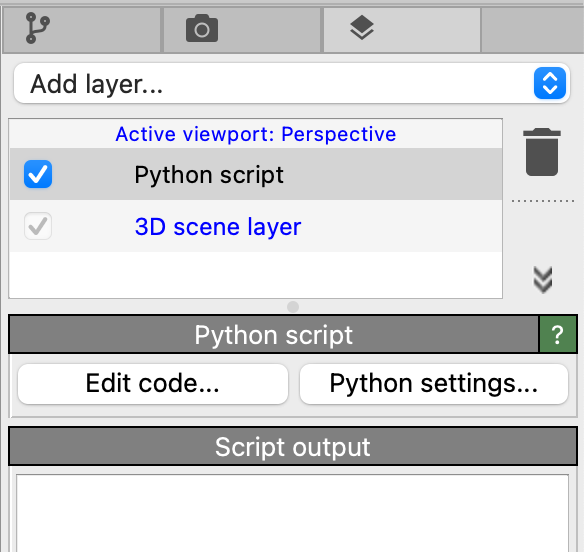 Add layer...
Active viewport: Perspective
Python script
3D scene layer
Python script
?
Edit code...
Python settings...
Script output